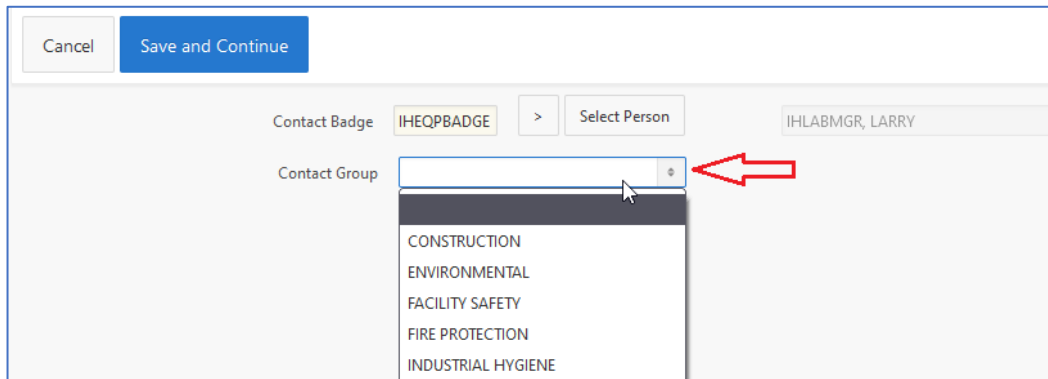 Cancel Save and Continue
Contact Badge IHEQPBADGE > Select Person IHLABMGR, LARRY
Contact Group
CONSTRUCTION
ENVIRONMENTAL
FACILITY SAFETY
FIRE PROTECTION
INDUSTRIAL HYGIENE